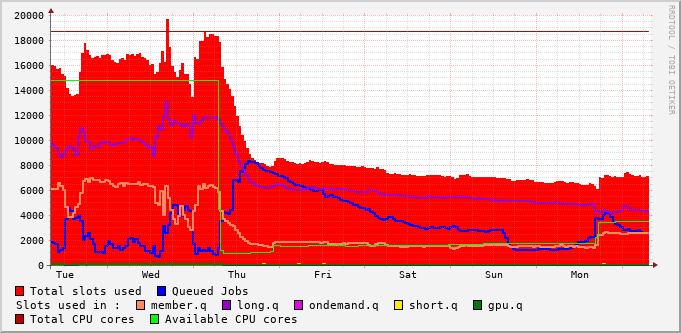 20000
18000
16000
14000
12000
10000
8000
6000
4000
2000
0
Tue Wed Thu Fri Sat Sun Mon
RRDTOOL / TOBI OETIKER
Total slots used Queued Jobs
Slots used in : member.q long.q ondemand.q short.q gpu.q
Total CPU cores Available CPU cores